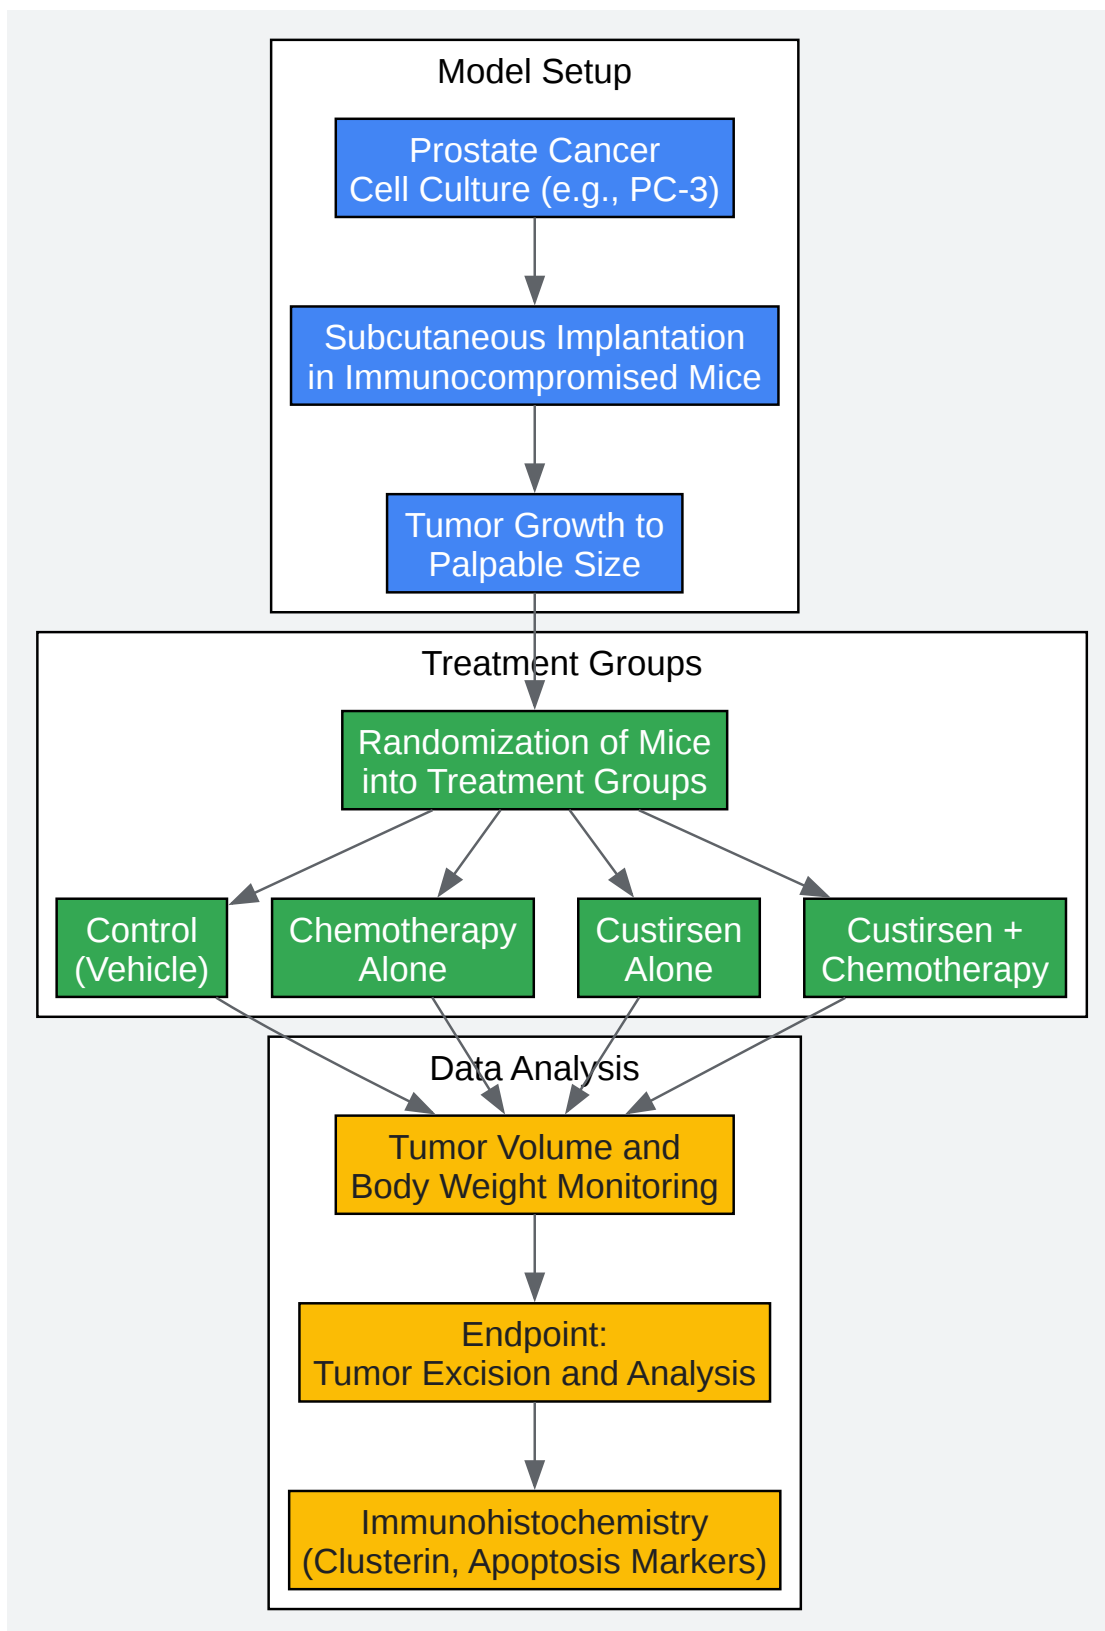 Model Setup
Prostate Cancer
Cell Culture (e.g., PC-3)
Subcutaneous Implantation
in Immunocompromised Mice
Tumor Growth to
Palpable Size
Treatment Groups
Randomization of Mice
into Treatment Groups
Control
(Vehicle)
Chemotherapy
Alone
Custirsen
Alone
Custirsen +
Chemotherapy
Data Analysis
Tumor Volume and
Body Weight Monitoring
Endpoint:
Tumor Excision and Analysis
Immunohistochemistry
(Clusterin, Apoptosis Markers)